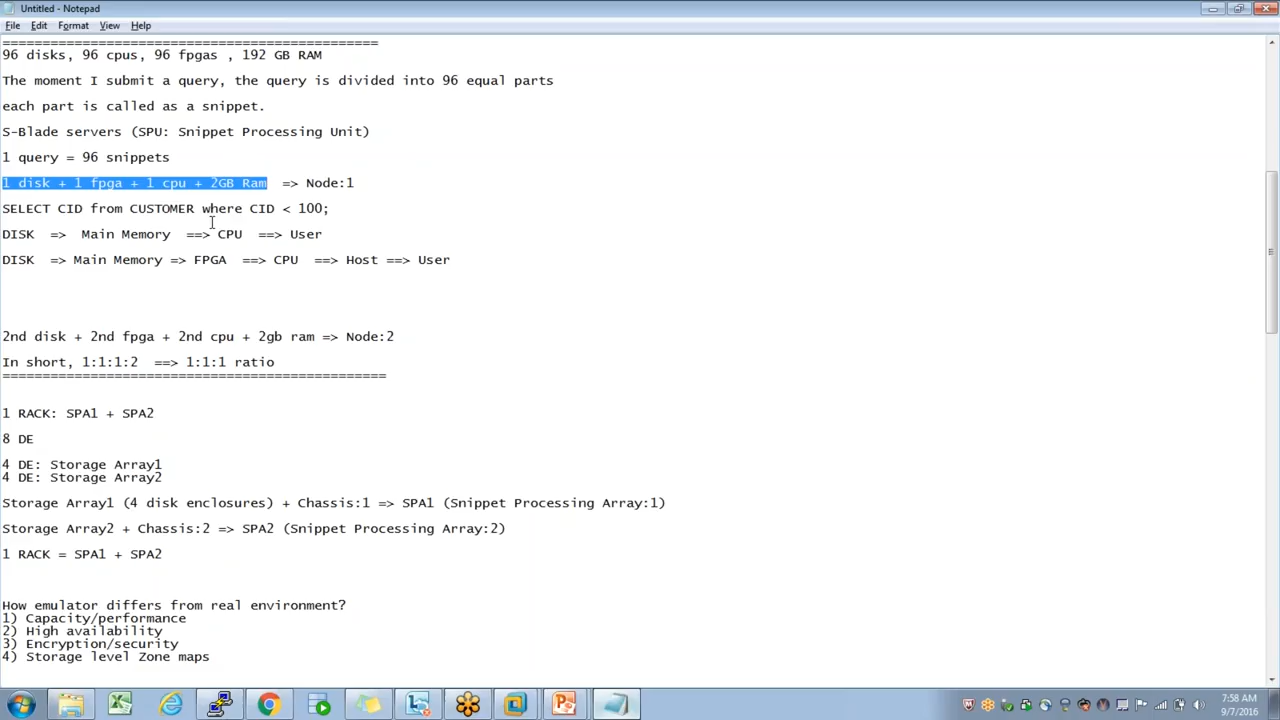 Untitled - Notepad
File Edit Format View Help
===============================================
96 disks, 96 cpus, 96 fpgas , 192 GB RAM
The moment I submit a query, the query is divided into 96 equal parts
each part is called as a snippet.
S-Blade servers (SPU: Snippet Processing Unit)
1 query = 96 snippets
1 disk + 1 fpga + 1 cpu + 2GB Ram => Node:1
SELECT CID from CUSTOMER where CID < 100;
DISK => Main Memory ==> CPU ==> User
DISK => Main Memory => FPGA ==> CPU ==> Host ==> User
2nd disk + 2nd fpga + 2nd cpu + 2gb ram => Node:2
In short, 1:1:1:2 ==> 1:1:1 ratio
================================================
1 RACK: SPA1 + SPA2
8 DE
4 DE: Storage Array1
4 DE: Storage Array2
Storage Array1 (4 disk enclosures) + Chassis:1 => SPA1 (Snippet Processing Array:1)
Storage Array2 + Chassis:2 => SPA2 (Snippet Processing Array:2)
1 RACK = SPA1 + SPA2
How emulator differs from real environment?
1) Capacity/performance
2) High availability
3) Encryption/security
4) Storage level Zone maps
7:58 AM
9/7/2016